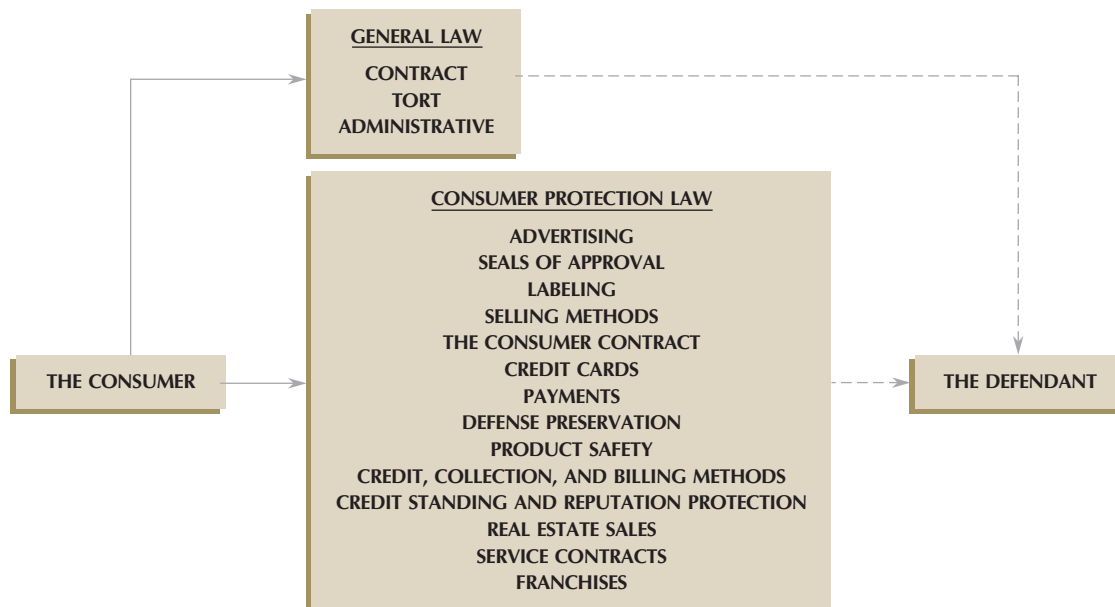 GENERAL LAW
CONTRACT
TORT
ADMINISTRATIVE
CONSUMER PROTECTION LAW
ADVERTISING
SEALS OF APPROVAL
LABELING
SELLING METHODS
THE CONSUMER CONTRACT
CREDIT CARDS
PAYMENTS
DEFENSE PRESERVATION
PRODUCT SAFETY
CREDIT, COLLECTION, AND BILLING METHODS
CREDIT STANDING AND REPUTATION PROTECTION
REAL ESTATE SALES
SERVICE CONTRACTS
FRANCHISES
THE CONSUMER
THE DEFENDANT